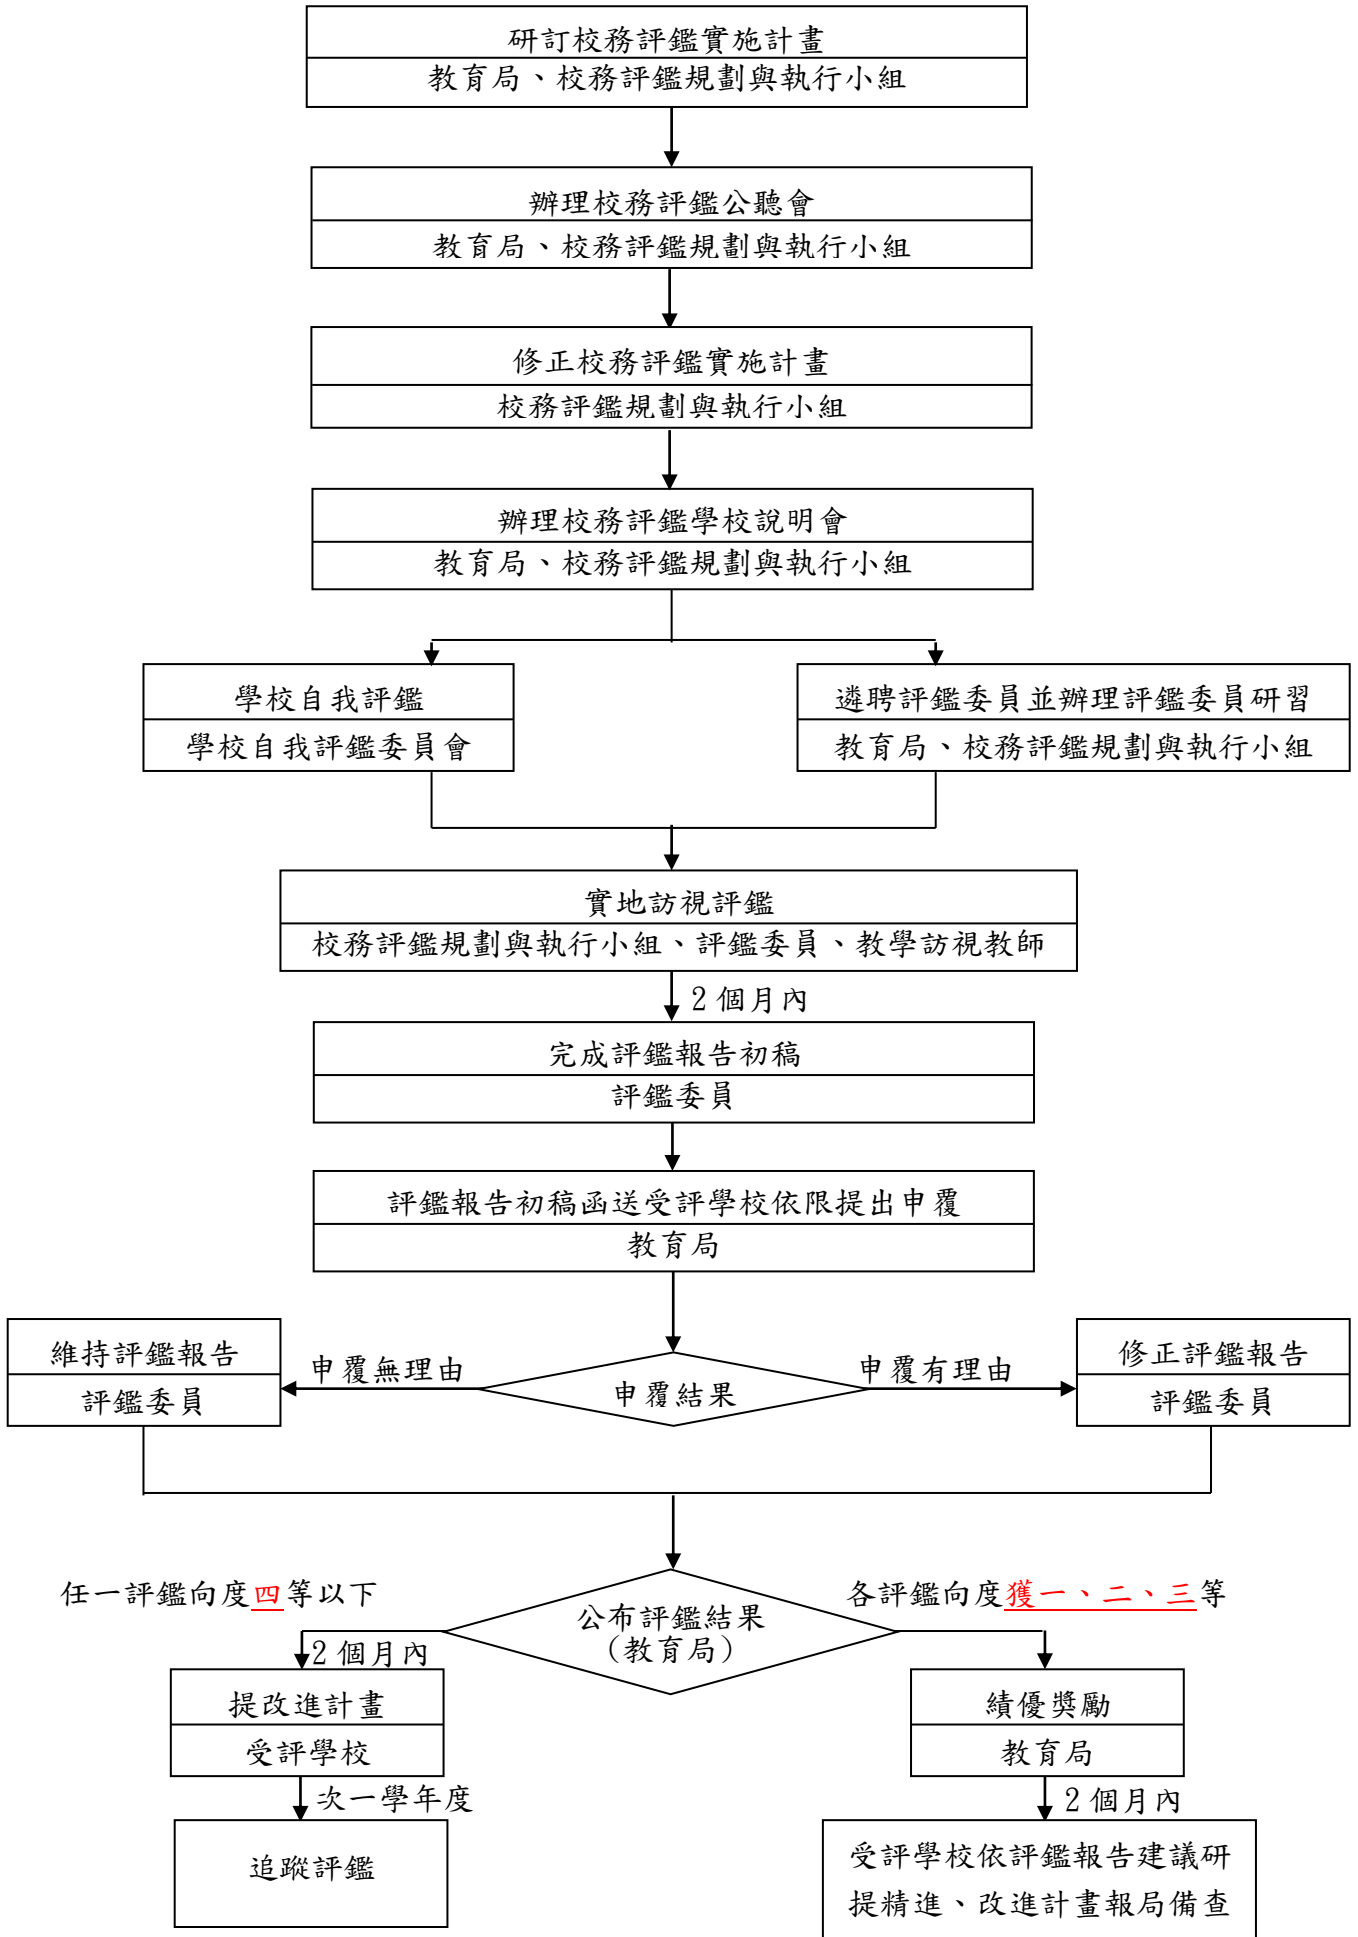 研訂校務評鑑實施計畫
教育局、校務評鑑規劃與執行小組
辦理校務評鑑公聽會
教育局、校務評鑑規劃與執行小組
修正校務評鑑實施計畫
校務評鑑規劃與執行小組
辦理校務評鑑學校說明會
教育局、校務評鑑規劃與執行小組
學校自我評鑑
學校自我評鑑委員會
遴聘評鑑委員並辦理評鑑委員研習
教育局、校務評鑑規劃與執行小組
實地訪視評鑑
校務評鑑規劃與執行小組、評鑑委員、教學訪視教師
2 個月內
完成評鑑報告初稿
評鑑委員
評鑑報告初稿函送受評學校依限提出申覆
教育局
維持評鑑報告
評鑑委員
申覆無理由
申覆結果
申覆有理由
修正評鑑報告
評鑑委員
任一評鑑向度四等以下
公布評鑑結果
（教育局）
各評鑑向度獲一、二、三等
2 個月內
提改進計畫
受評學校
次一學年度
追蹤評鑑
績優獎勵
教育局
2 個月內
受評學校依評鑑報告建議研
提精進、改進計畫報局備查